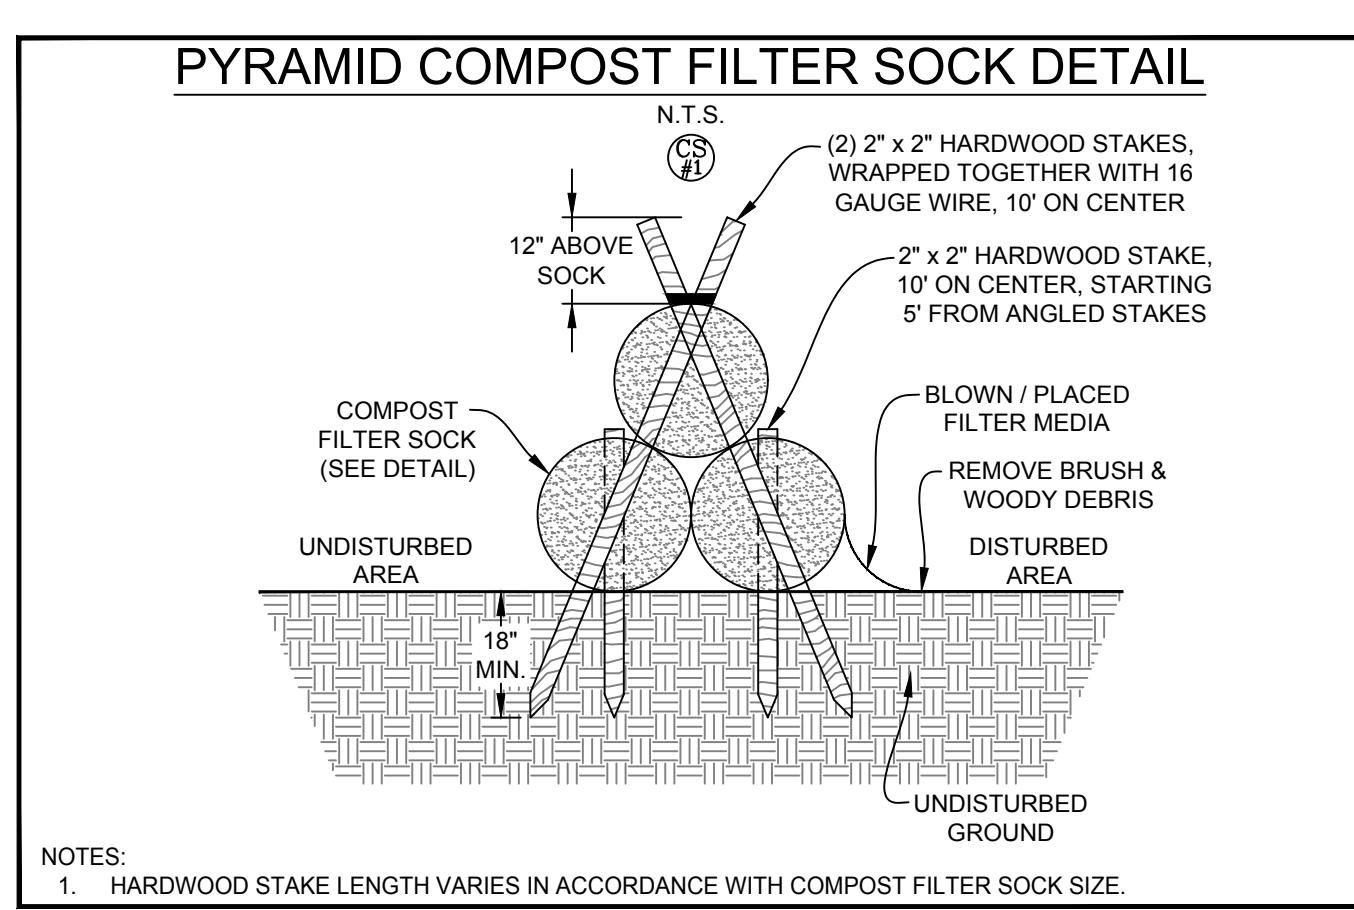 PYRAMID COMPOST FILTER SOCK DETAIL
N.T.S.
CS
#1
(2) 2" x 2" HARDWOOD STAKES,
WRAPPED TOGETHER WITH 16
GAUGE WIRE, 10' ON CENTER
12" ABOVE
SOCK
2" x 2" HARDWOOD STAKE,
10' ON CENTER, STARTING
5' FROM ANGLED STAKES
COMPOST
FILTER SOCK
(SEE DETAIL)
BLOWN / PLACED
FILTER MEDIA
REMOVE BRUSH &
WOODY DEBRIS
UNDISTURBED
AREA
DISTURBED
AREA
18"
MIN.
UNDISTURBED
GROUND
NOTES:
1. HARDWOOD STAKE LENGTH VARIES IN ACCORDANCE WITH COMPOST FILTER SOCK SIZE.